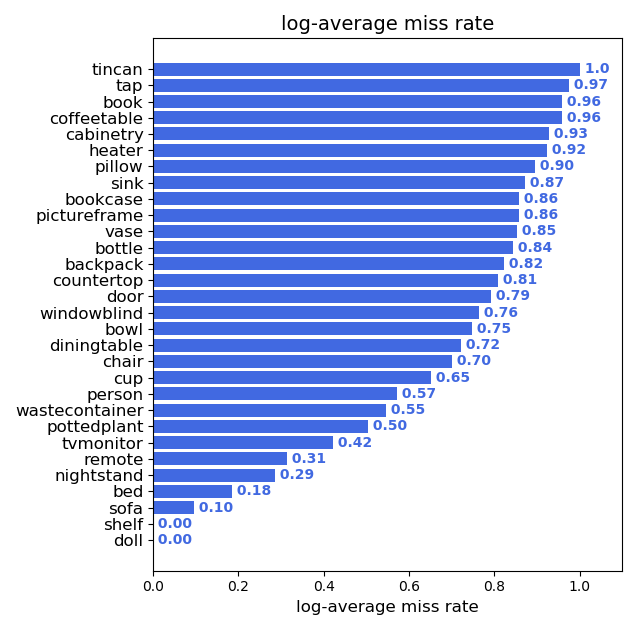 log-average miss rate
tincan 1.0
tap 0.97
book 0.96
coffeetable 0.96
cabinetry 0.93
heater 0.92
pillow 0.90
sink 0.87
bookcase 0.86
pictureframe 0.86
vase 0.85
bottle 0.84
backpack 0.82
countertop 0.81
door 0.79
windowblind 0.76
bowl 0.75
diningtable 0.72
chair 0.70
cup 0.65
person 0.57
wastecontainer 0.55
pottedplant 0.50
tvmonitor 0.42
remote 0.31
nightstand 0.29
bed 0.18
sofa 0.10
shelf 0.00
doll 0.00
0.0 0.2 0.4 0.6 0.8 1.0
log-average miss rate